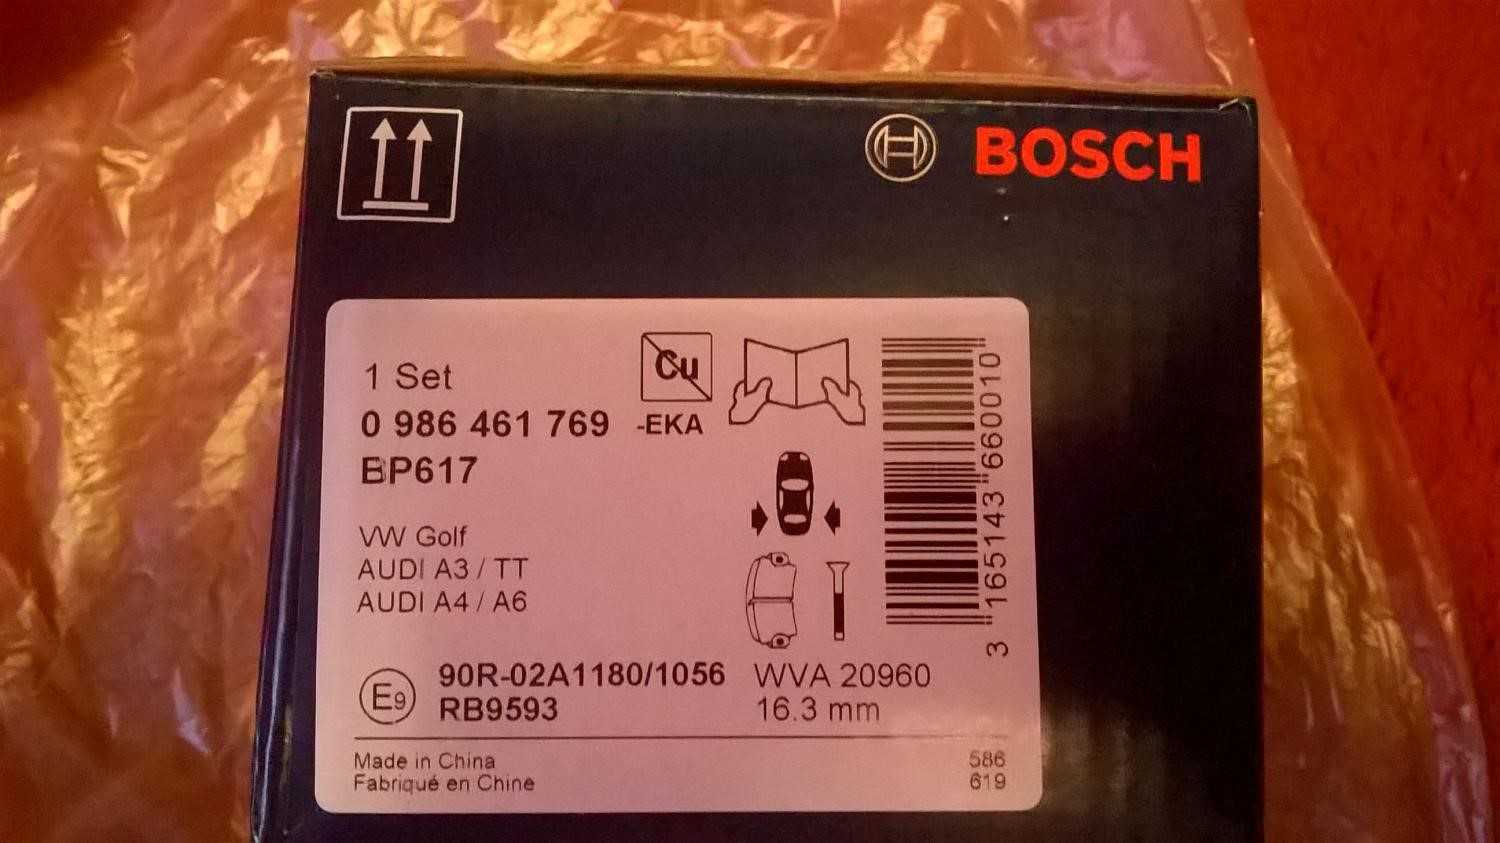 BOSCH
1 Set
Cu
0 986 461 769 -EKA
BP617
VW Golf
AUDI A3 / TT
AUDI A4 / A6
3 165143 660010
E9
90R-02A1180/1056 WVA 20960
RB9593 16.3 mm
Made in China 586
Fabriqué en Chine 619